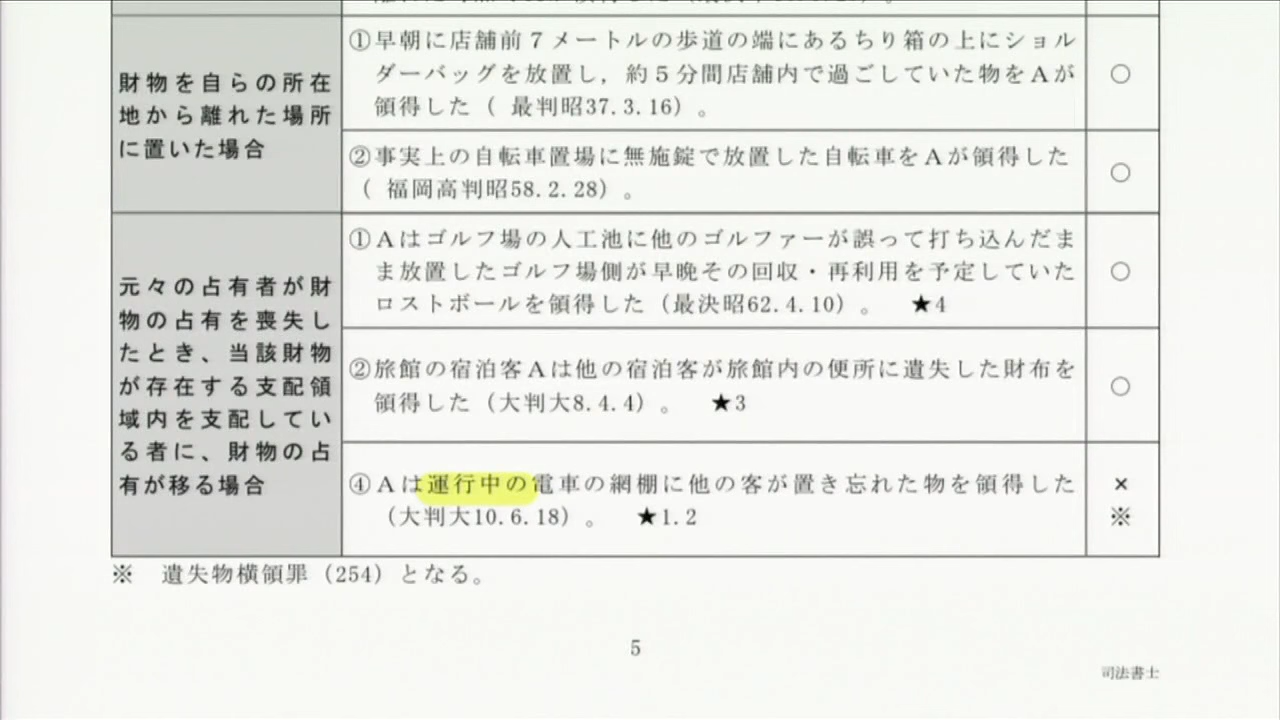 財物を自らの所在
地から離れた場所
に置いた場合
①早朝に店舗前７メートルの歩道の端にあるちり箱の上にショル
ダーバッグを放置し，約５分間店舗内で過ごしていた物をＡが
領得した（ 最判昭37.3.16）。
○
②事実上の自転車置場に無施錠で放置した自転車をＡが領得した
（ 福岡高判昭58.2.28）。
○
元々の占有者が財
物の占有を喪失し
たとき、当該財物
が存在する支配領
域内を支配してい
る者に、財物の占
有が移る場合
①Ａはゴルフ場の人工池に他のゴルファーが誤って打ち込んだま
ま放置したゴルフ場側が早晩その回収・再利用を予定していた
ロストボールを領得した（最決昭62.4.10）。 ★4
○
②旅館の宿泊客Ａは他の宿泊客が旅館内の便所に遺失した財布を
領得した（大判大8.4.4）。 ★3
○
④Ａは運行中の電車の網棚に他の客が置き忘れた物を領得した
（大判大10.6.18）。 ★1.2
×
※
※ 遺失物横領罪（254）となる。
5
司法書士